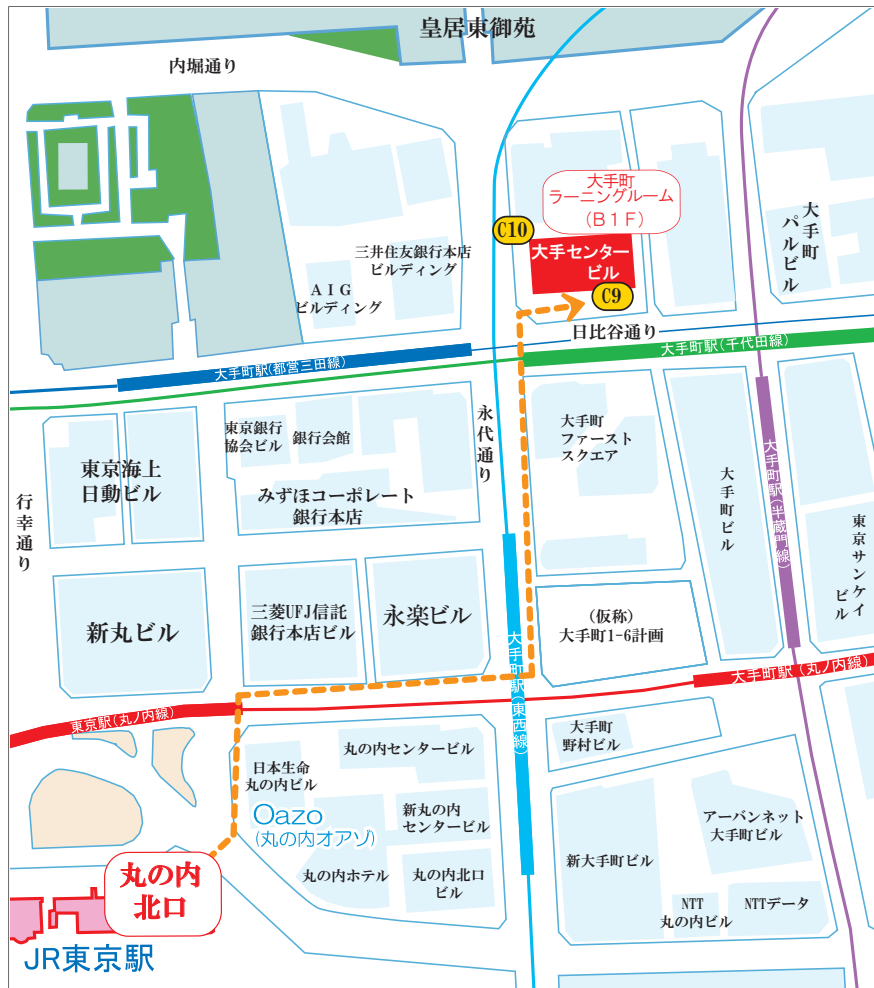 皇居東御苑
内堀通り
大手町
ラーニングルーム
(B1F)
C10
大手センター
ビル
C9
大手町
パルビル
三井住友銀行本店
ビルディング
AIG
ビルディング
日比谷通り
大手町駅(千代田線)
大手町駅(都営三田線)
東京銀行
協会ビル
銀行会館
永代通り
大手町
ファースト
スクエア
東京海上
日動ビル
みずほコーポレート
銀行本店
行幸通り
大手町ビル
大手町駅(半蔵門線)
東京サンケイ
ビル
新丸ビル
三菱UFJ信託
銀行本店ビル
永楽ビル
(仮称)
大手町1-6計画
大手町駅(東西線)
大手町駅(丸ノ内線)
東京駅(丸ノ内線)
大手町
野村ビル
丸の内センタービル
日本生命
丸の内ビル
Oazo
(丸の内オアゾ)
新丸の内
センタービル
アーバンネット
大手町ビル
新大手町ビル
丸の内ホテル
丸の内北口
ビル
NTT
丸の内ビル
NTTデータ
丸の内
北口
JR東京駅